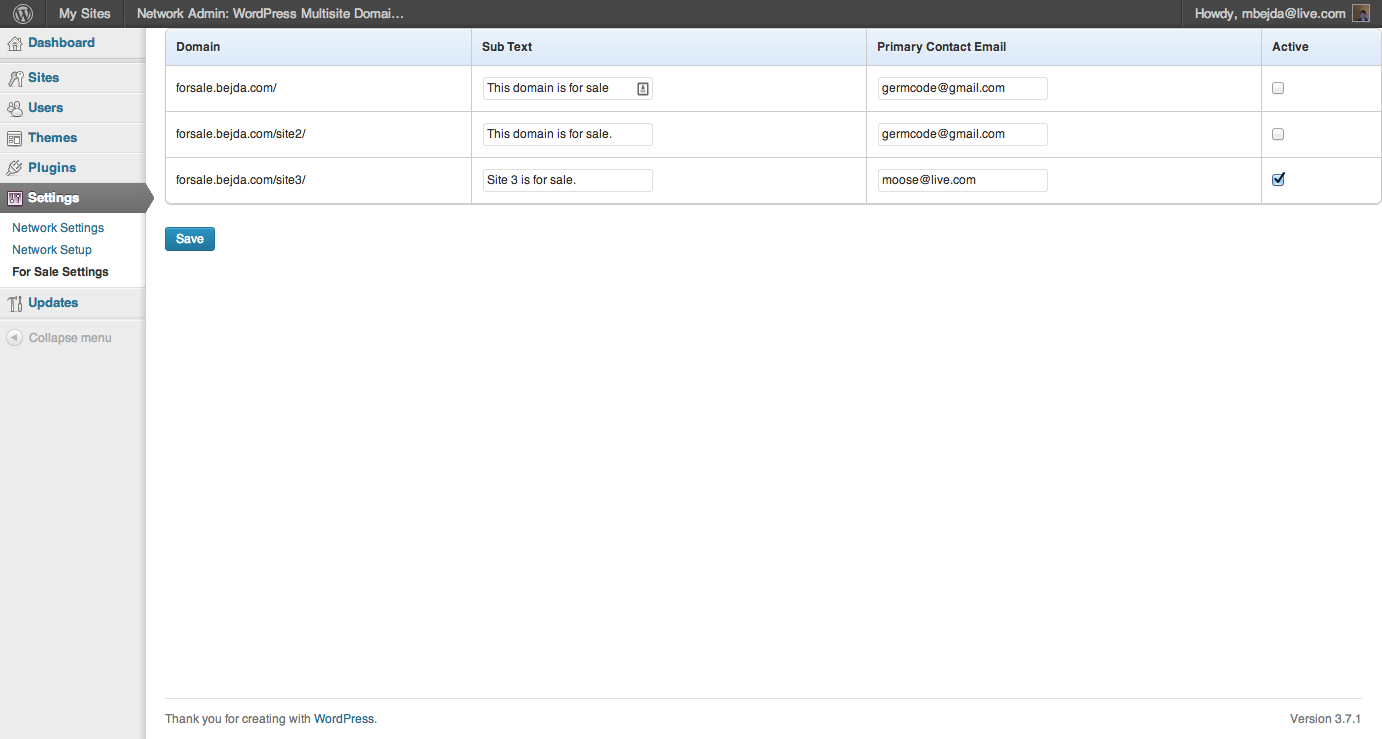 My Sites Network Admin: WordPress Multisite Domai... Howdy, mbejda@live.com
Dashboard
Sites
Users
Themes
Plugins
Settings
Network Settings
Network Setup
For Sale Settings
Updates
Collapse menu
Domain Sub Text Primary Contact Email Active
forsale.bejda.com/ This domain is for sale germcode@gmail.com
forsale.bejda.com/site2/ This domain is for sale. germcode@gmail.com
forsale.bejda.com/site3/ Site 3 is for sale. moose@live.com
Save
Thank you for creating with WordPress. Version 3.7.1